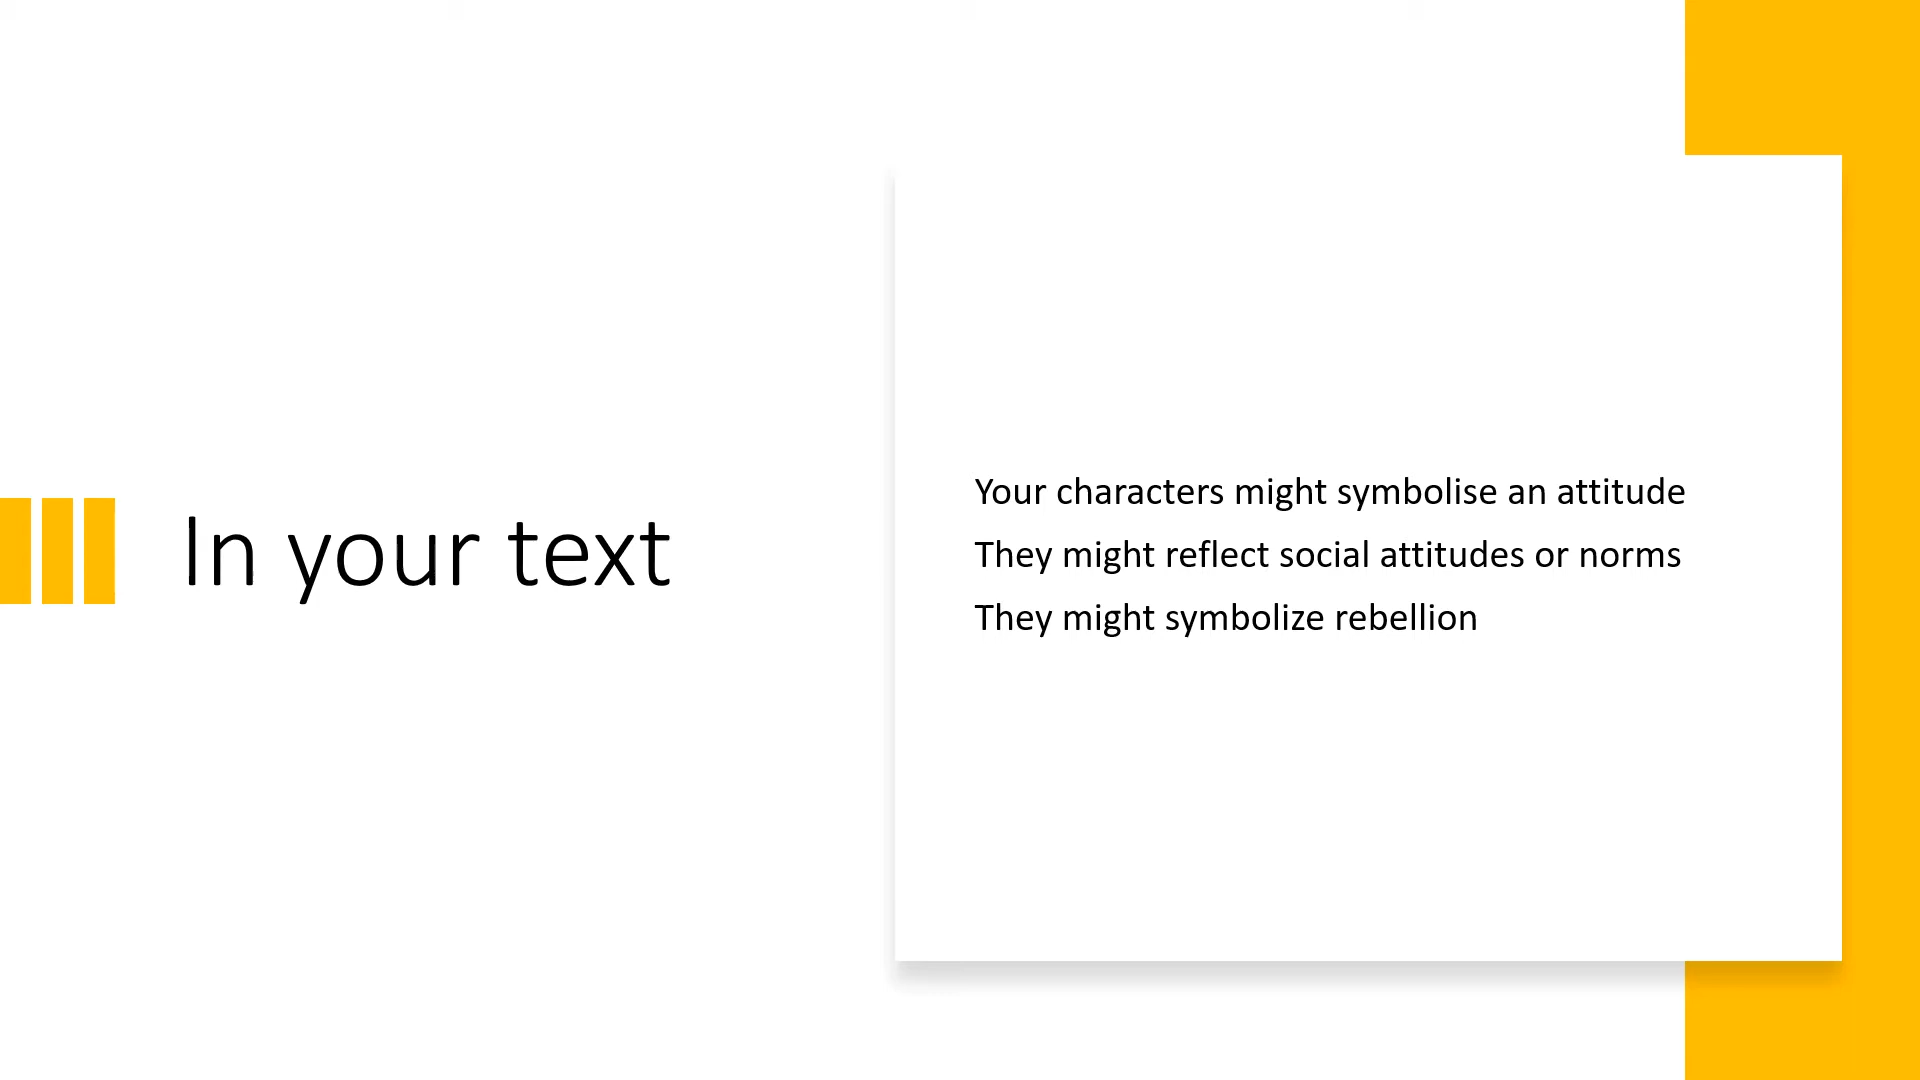 In your text
Your characters might symbolise an attitude
They might reflect social attitudes or norms
They might symbolize rebellion